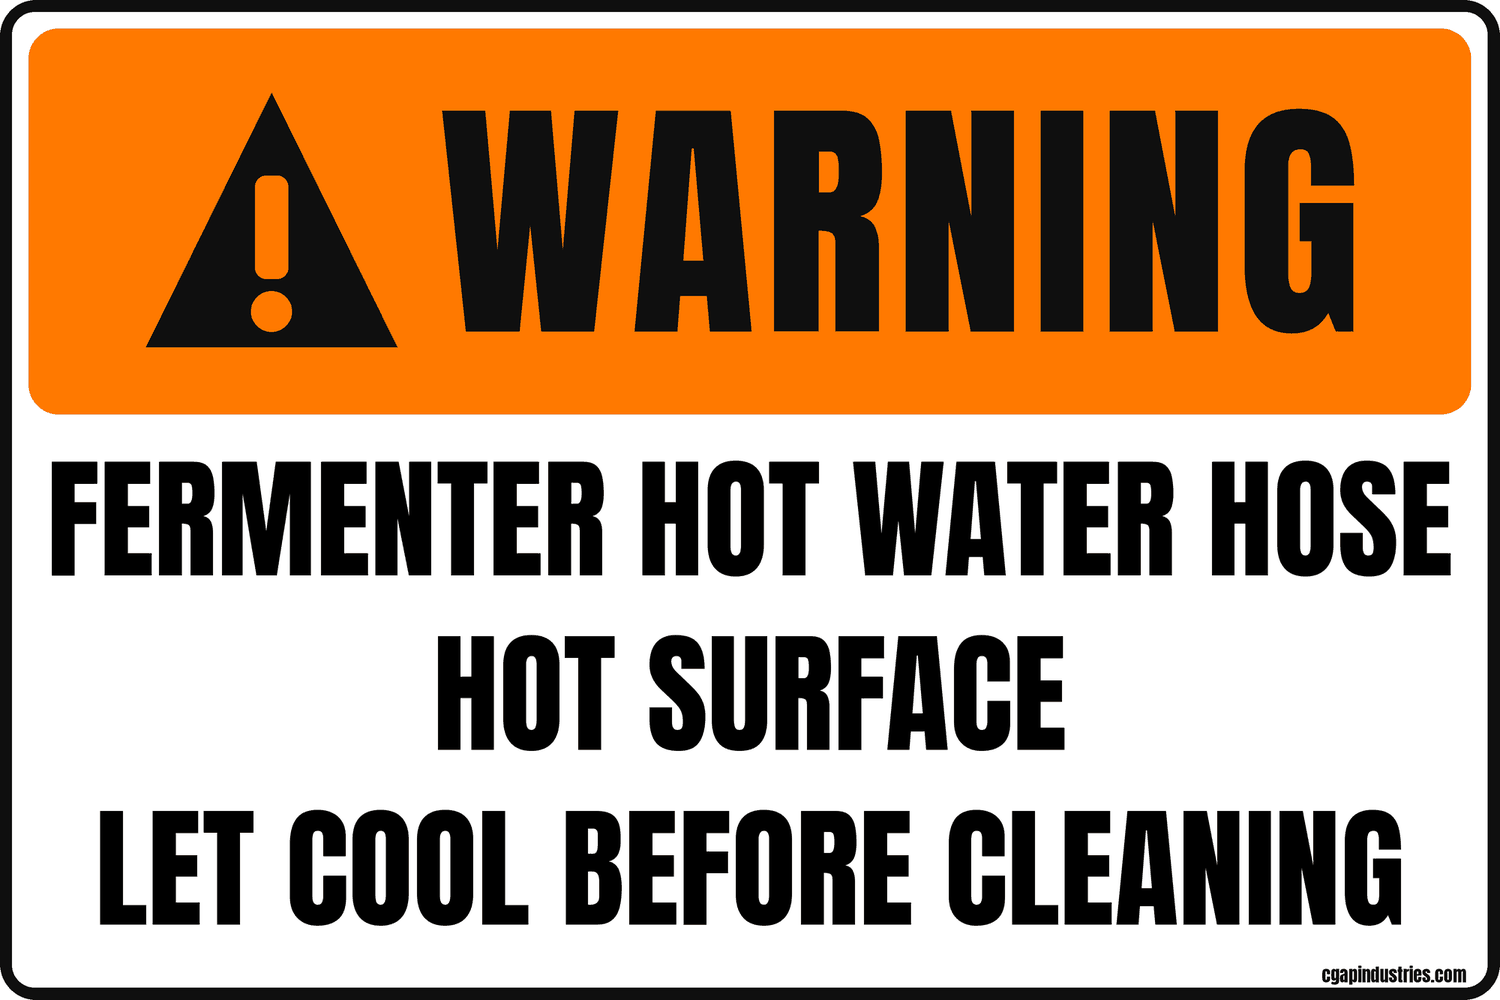 WARNING
FERMENTER HOT WATER HOSE
HOT SURFACE
LET COOL BEFORE CLEANING
cgapindustries.com